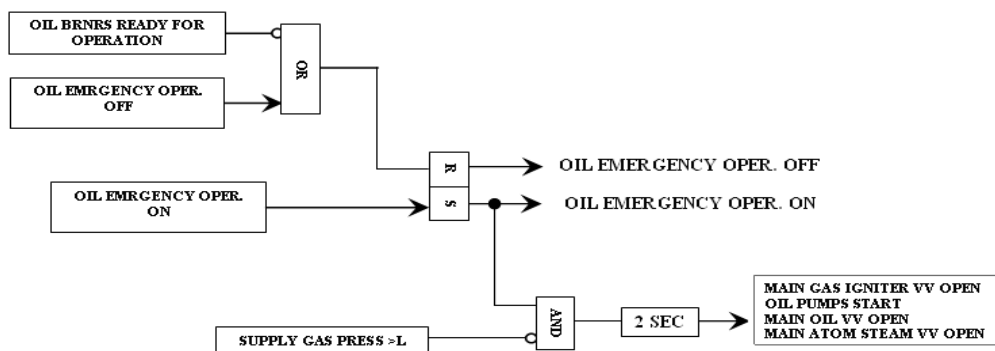 OIL BRNRS READY FOR
OPERATION
OIL EMRGENCY OPER.
OFF
OR
R
S
OIL EMERGENCY OPER. OFF
OIL EMRGENCY OPER.
ON
OIL EMERGENCY OPER. ON
SUPPLY GAS PRESS >L
AND
2 SEC
MAIN GAS IGNITER VV OPEN
OIL PUMPS START
MAIN OIL VV OPEN
MAIN ATOM STEAM VV OPEN